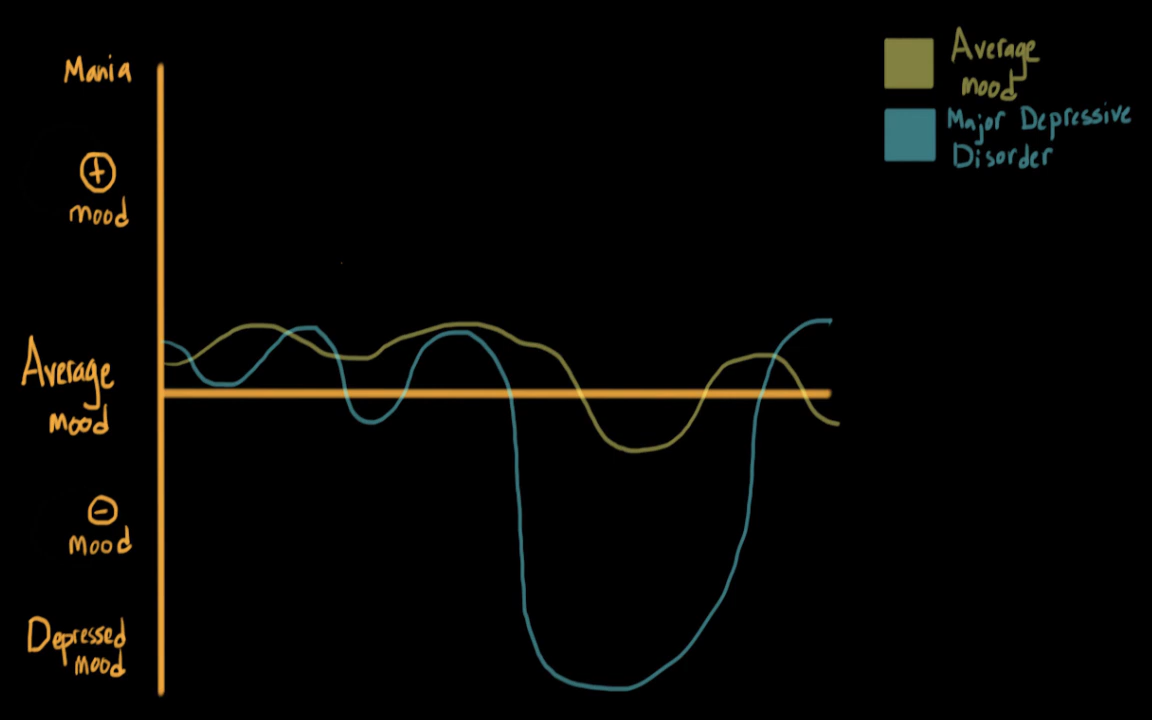 Mania
+
mood
Average
mood
-
mood
Depressed
mood
Average
mood
Major Depressive
Disorder